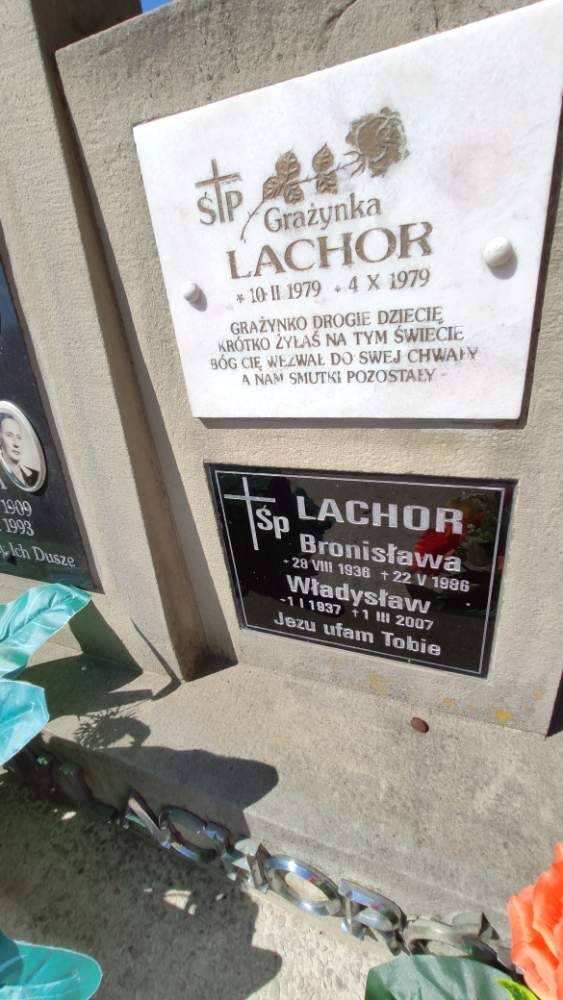 ŚTP
Grażynka
LACHOR
*10 II 1979 + 4 X 1979
GRAŻYNKO DROGIE DZIECIĘ
KRÓTKO ŻYŁAŚ NA TYM ŚWIECIE
BÓG CIĘ WEZWAŁ DO SWEJ CHWAŁY
A NAM SMUTKI POZOSTAŁY
Śp LACHOR
Bronisława
- 28 VIII 1936 + 22 V 1986
Władysław
- 1 I 1937 + 1 III 2007
Jezu ufam Tobie
1909
1993
Ich Dusze